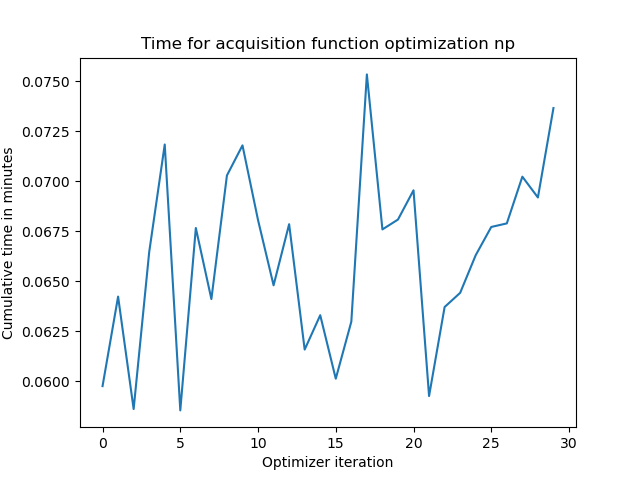 Time for acquisition function optimization np
Cumulative time in minutes
0.0750
0.0725
0.0700
0.0675
0.0650
0.0625
0.0600
0 5 10 15 20 25 30
Optimizer iteration